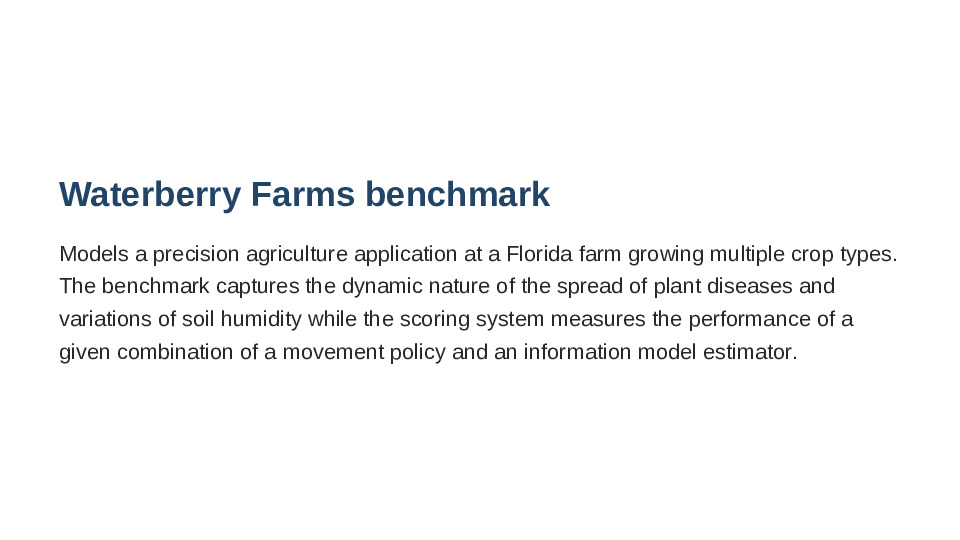 Waterberry Farms benchmark
Models a precision agriculture application at a Florida farm growing multiple crop types.
The benchmark captures the dynamic nature of the spread of plant diseases and
variations of soil humidity while the scoring system measures the performance of a
given combination of a movement policy and an information model estimator.